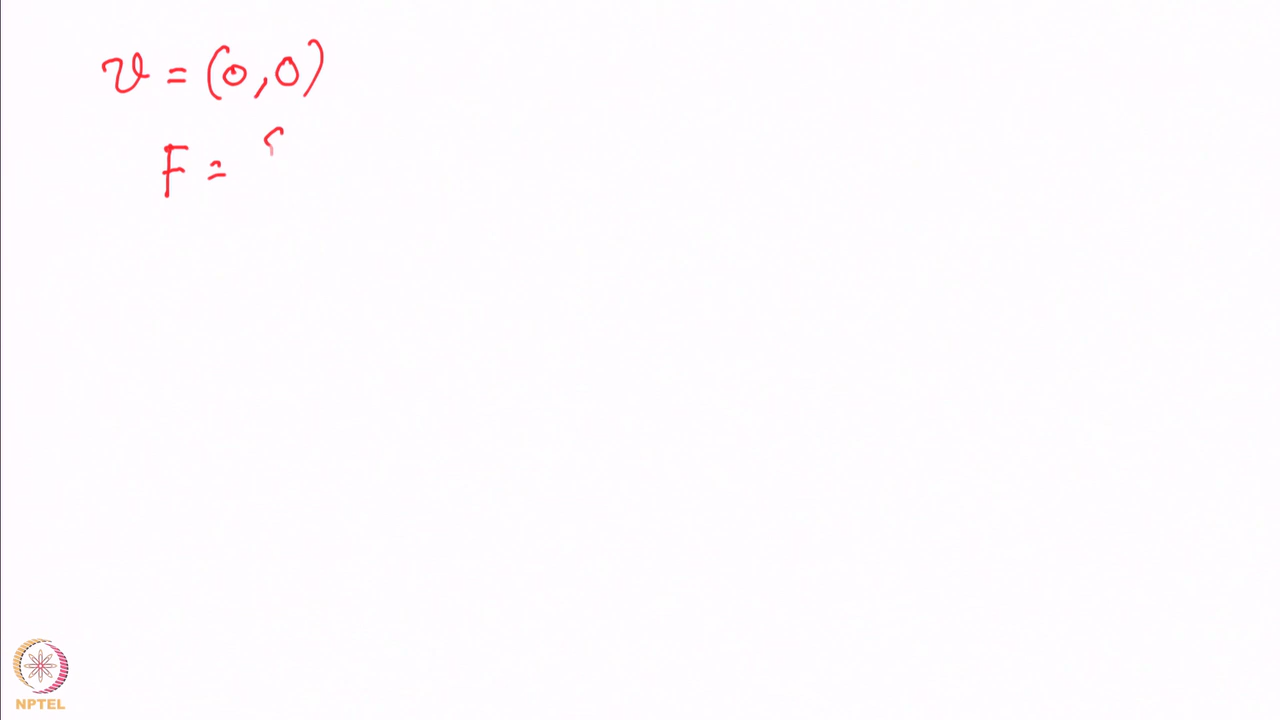 v = (0,0)
F =
NPTEL